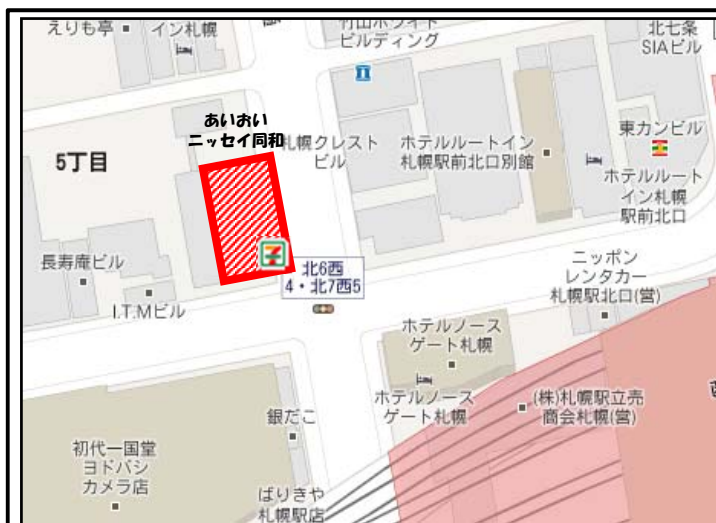 えりも亭
イン札幌
竹山ホワイト
ビルディング
北七条
SIAビル
あいおい
ニッセイ同和
札幌クレスト
ビル
ホテルルートイン
札幌駅前北口別館
東カンビル
5丁目
ホテルルート
イン札幌
駅前北口
長寿庵ビル
I.T.Mビル
北6西
4・北7西5
ニッポン
レンタカー
札幌駅北口(営)
ホテルノース
ゲート札幌
ホテルノース
ゲート札幌
(株)札幌駅立売
商会札幌(営)
銀だこ
初代一国堂
ヨドバシ
カメラ店
ばりきや
札幌駅店